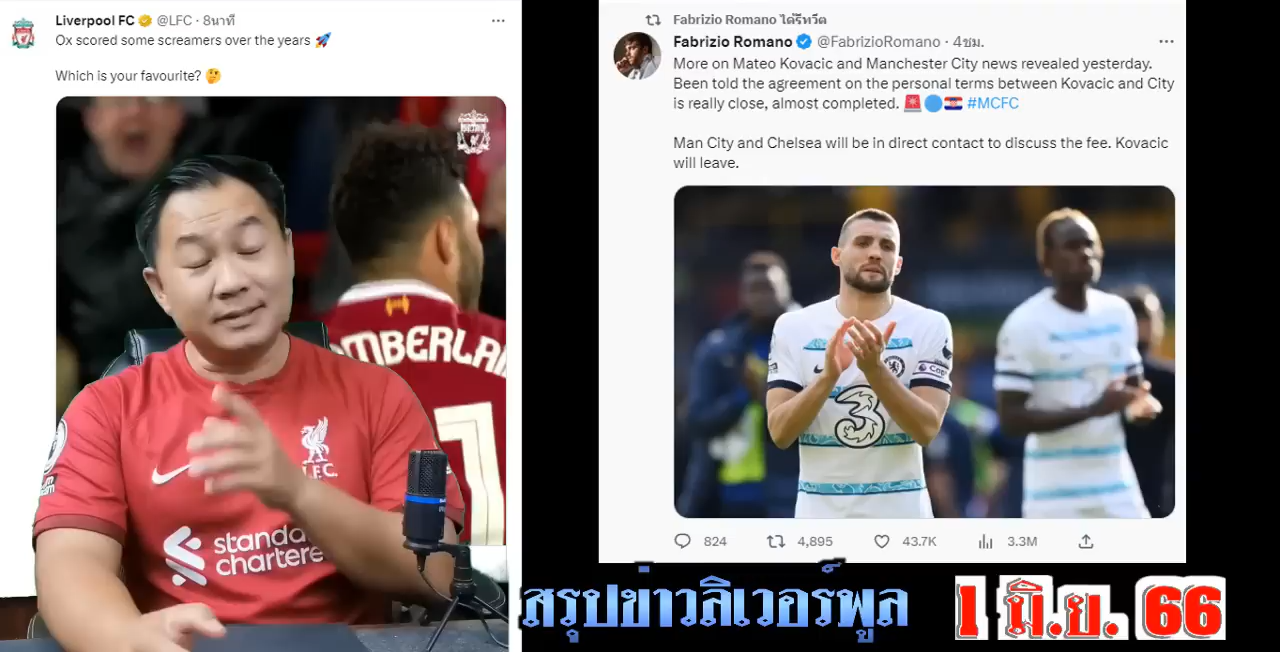 Liverpool FC @LFC · 8นาที
Ox scored some screamers over the years 🚀
Which is your favourite? 🤔
MBERLAI
1
L.F.C.
standard
chartered
Fabrizio Romano ได้รีทวีต
Fabrizio Romano @FabrizioRomano · 4ชม.
More on Mateo Kovacic and Manchester City news revealed yesterday.
Been told the agreement on the personal terms between Kovacic and City
is really close, almost completed. 🚨🔵🇭🇷 #MCFC
Man City and Chelsea will be in direct contact to discuss the fee. Kovacic
will leave.
3
824 4,895 43.7K 3.3M
สรุปข่าวลิเวอร์พูล 1 มิ.ย. 66